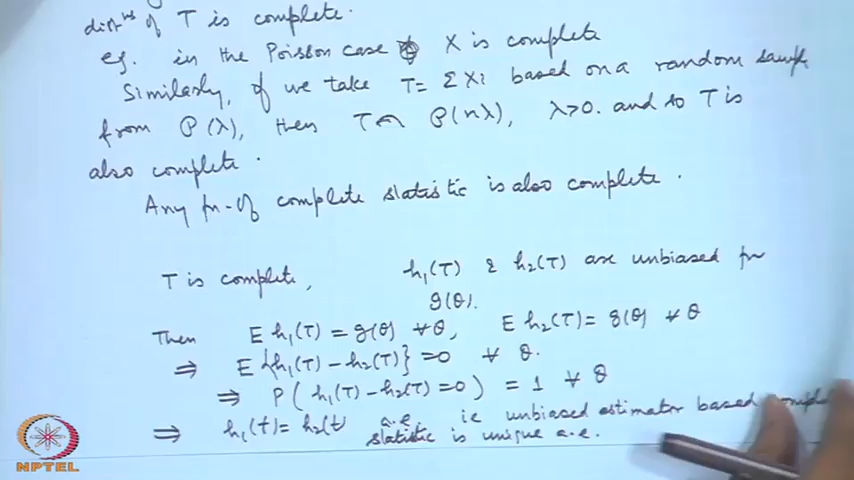 distns of T is complete.
eg. in the Poisson case X is complete
Similarly, if we take T = Σ Xi based on a random sample
from P(λ), then T ~ P(nλ), λ>0. and so T is
also complete.
Any fn. of complete statistic is also complete.
T is complete, h₁(T) & h₂(T) are unbiased for
g(θ).
Then E h₁(T) = g(θ) ∀ θ, E h₂(T) = g(θ) ∀ θ
⇒ E {h₁(T) - h₂(T)} = 0 ∀ θ.
⇒ P( h₁(T) - h₂(T) = 0 ) = 1 ∀ θ
⇒ h₁(t) = h₂(t) a.e. ie unbiased estimator based
statistic is unique a.e.
NPTEL